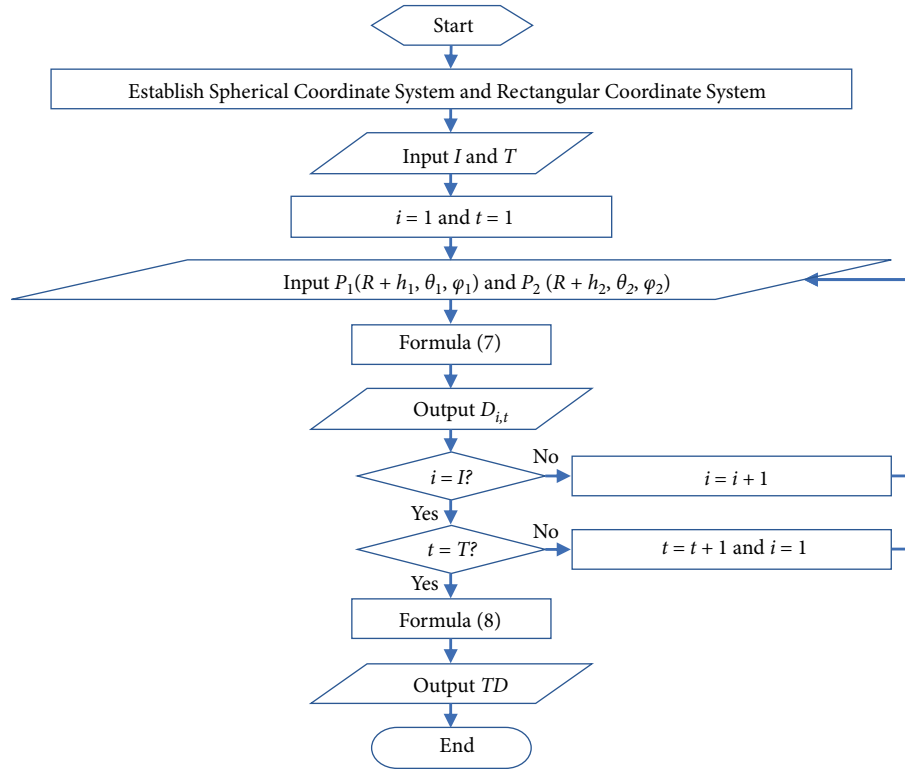 Start
Establish Spherical Coordinate System and Rectangular Coordinate System
Input I and T
i = 1 and t = 1
Input P₁(R + h₁, θ₁, φ₁) and P₂ (R + h₂, θ₂, φ₂)
Formula (7)
Output D_{i,t}
i = I?
No
i = i + 1
Yes
t = T?
No
t = t + 1 and i = 1
Yes
Formula (8)
Output TD
End